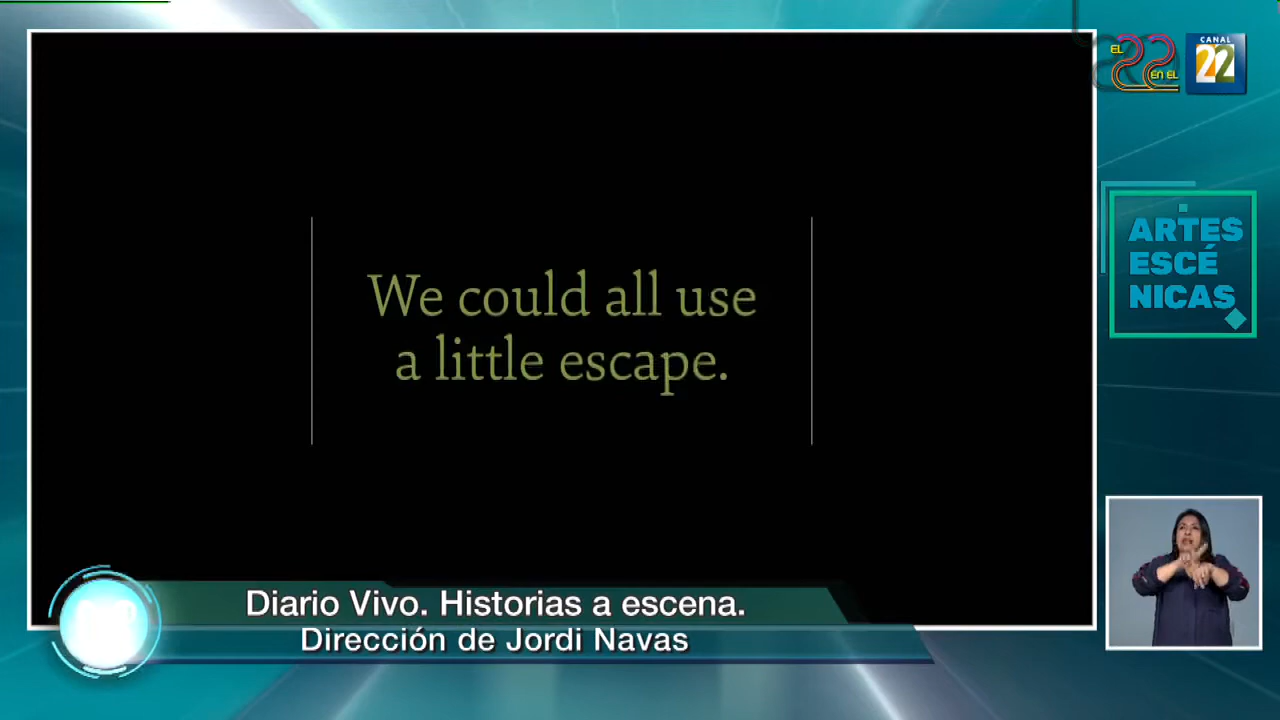 EL
22
EN EL
CANAL
22
ARTES
ESCÉ
NICAS
We could all use
a little escape.
Diario Vivo. Historias a escena.
Dirección de Jordi Navas